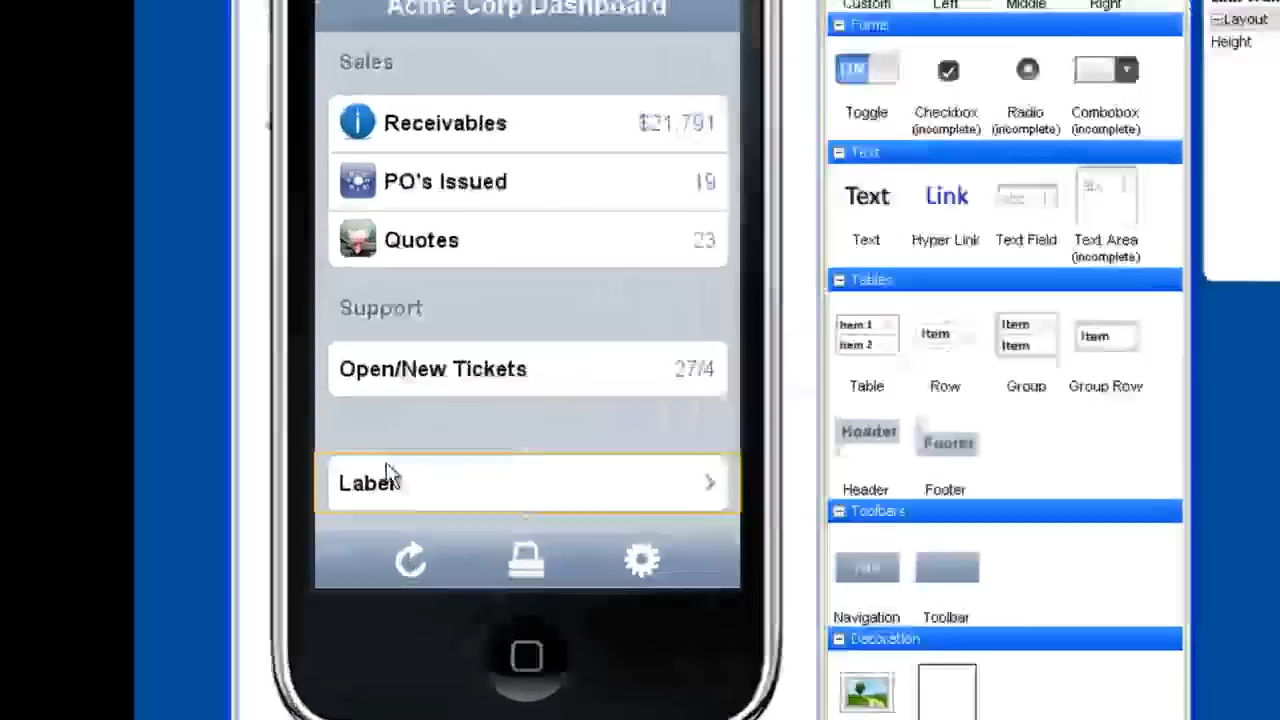 Acme Corp Dashboard
Sales
Receivables $21,791
PO's Issued 19
Quotes 23
Support
Open/New Tickets 27/4
Label
Custom Left Middle Right
Forms
Toggle Checkbox (incomplete) Radio (incomplete) Combobox (incomplete)
Text
Text Link abc
Text Hyper Link Text Field Text Area (incomplete)
Tables
Item 1 Item Item Item
Item 2 Item
Table Row Group Group Row
Header Footer
Header Footer
Toolbars
Navigation Toolbar
Decoration
Layout
Height